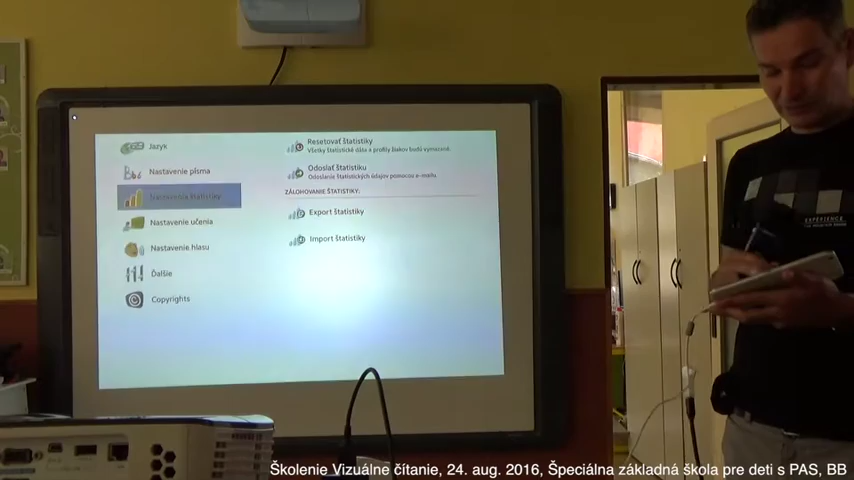 Jazyk
Nastavenie písma
Nastavenie štatistiky
Nastavenie učenia
Nastavenie hlasu
Ďalšie
Copyrights
Resetovať štatistiky
Všetky štatistické dáta a profily žiakov budú vymazané.
Odoslať štatistiku
Odoslanie štatistických údajov pomocou e-mailu.
ZÁLOHOVANIE ŠTATISTIKY:
Export štatistiky
Import štatistiky
EXPERIENCE
Školenie Vizuálne čítanie, 24. aug. 2016, Špeciálna základná škola pre deti s PAS, BB